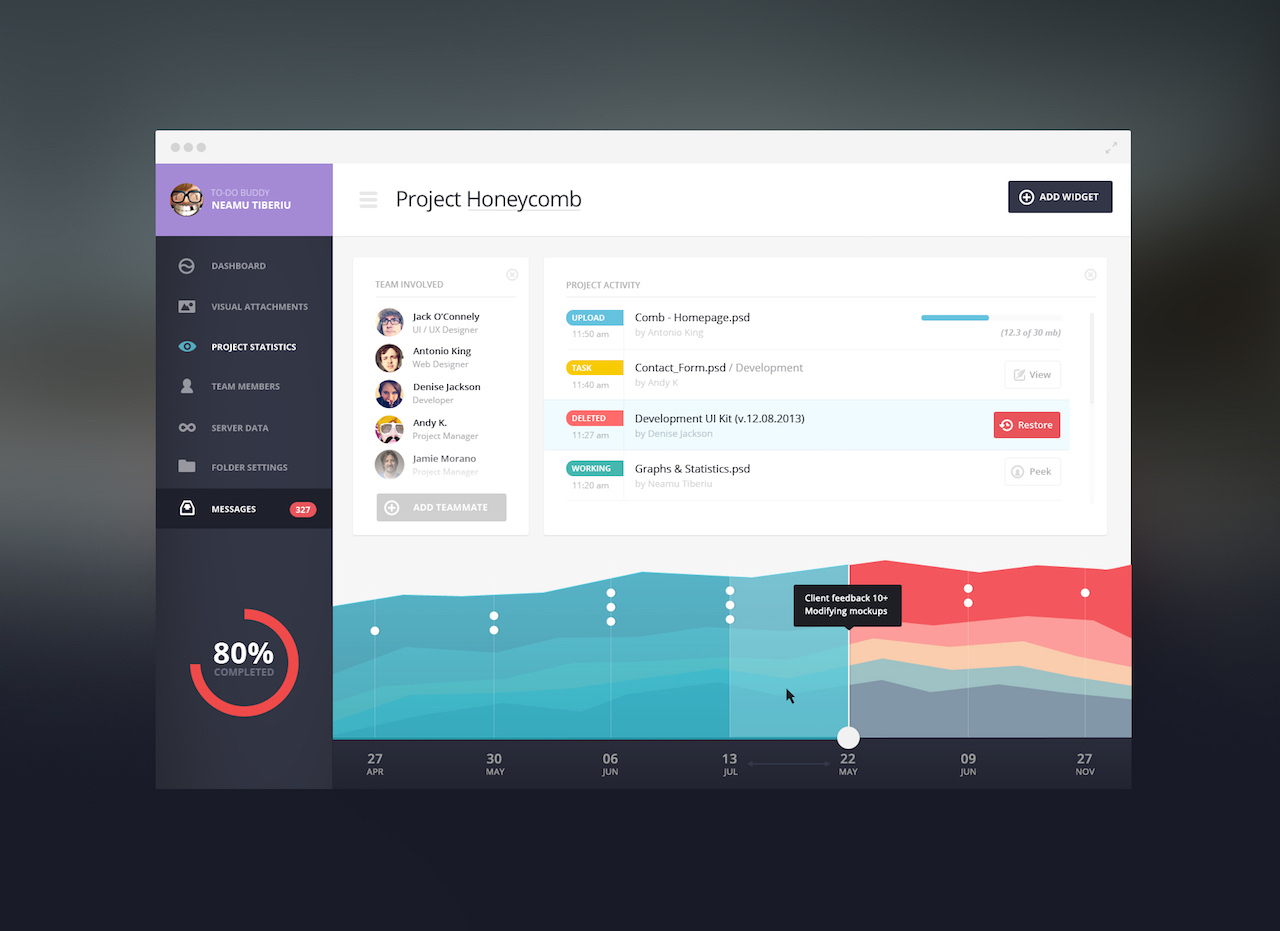 TO-DO BUDDY
NEAMU TIBERIU
Project Honeycomb
ADD WIDGET
DASHBOARD
VISUAL ATTACHMENTS
PROJECT STATISTICS
TEAM MEMBERS
SERVER DATA
FOLDER SETTINGS
MESSAGES 327
80%
COMPLETED
TEAM INVOLVED
Jack O'Connely
UI / UX Designer
Antonio King
Web Designer
Denise Jackson
Developer
Andy K.
Project Manager
Jamie Morano
Project Manager
ADD TEAMMATE
PROJECT ACTIVITY
UPLOAD Comb - Homepage.psd
11:50 am by Antonio King (12.3 of 30 mb)
TASK Contact_Form.psd / Development
11:40 am by Andy K View
DELETED Development UI Kit (v.12.08.2013)
11:27 am by Denise Jackson Restore
WORKING Graphs & Statistics.psd
11:20 am by Neamu Tiberiu Peek
Client feedback 10+
Modifying mockups
27 30 06 13 22 09 27
APR MAY JUN JUL MAY JUN NOV